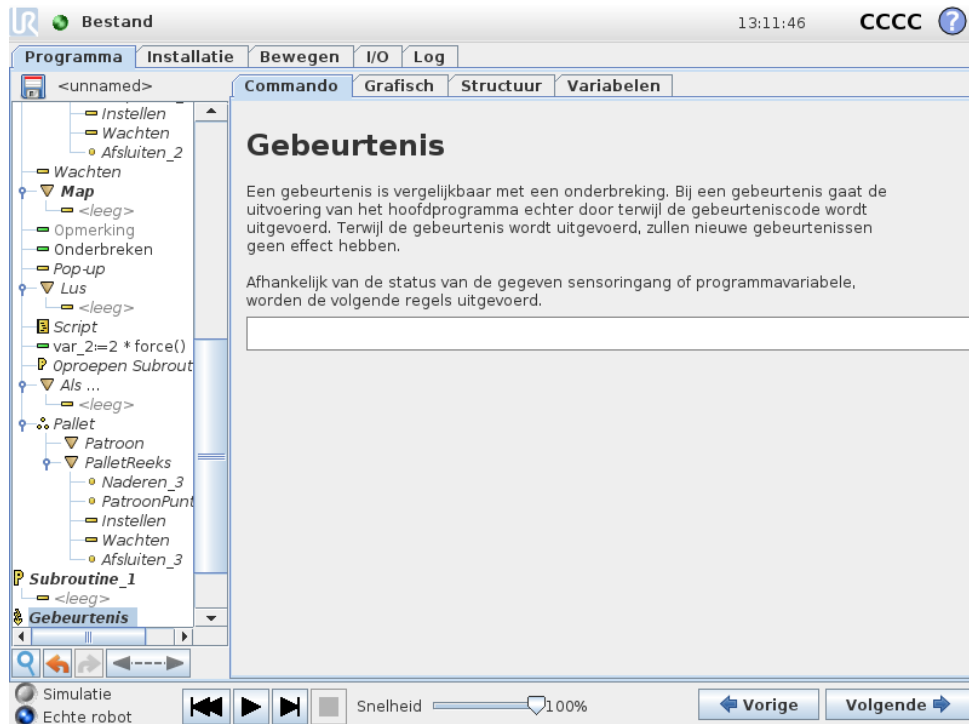 UR Bestand 13:11:46 CCCC ?
Programma Installatie Bewegen I/O Log
<unnamed> Commando Grafisch Structuur Variabelen
Instellen
Wachten
Afsluiten_2
Wachten
Map
<leeg>
Opmerking
Onderbreken
Pop-up
Lus
<leeg>
Script
var_2:=2 * force()
Oproepen Subrout
Als ...
<leeg>
Pallet
Patroon
PalletReeks
Naderen_3
PatroonPunt
Instellen
Wachten
Afsluiten_3
Subroutine_1
<leeg>
Gebeurtenis
Gebeurtenis
Een gebeurtenis is vergelijkbaar met een onderbreking. Bij een gebeurtenis gaat de
uitvoering van het hoofdprogramma echter door terwijl de gebeurteniscode wordt
uitgevoerd. Terwijl de gebeurtenis wordt uitgevoerd, zullen nieuwe gebeurtenissen
geen effect hebben.
Afhankelijk van de status van de gegeven sensoringang of programmavariabele,
worden de volgende regels uitgevoerd.
Simulatie
Echte robot
Snelheid 100% Vorige Volgende